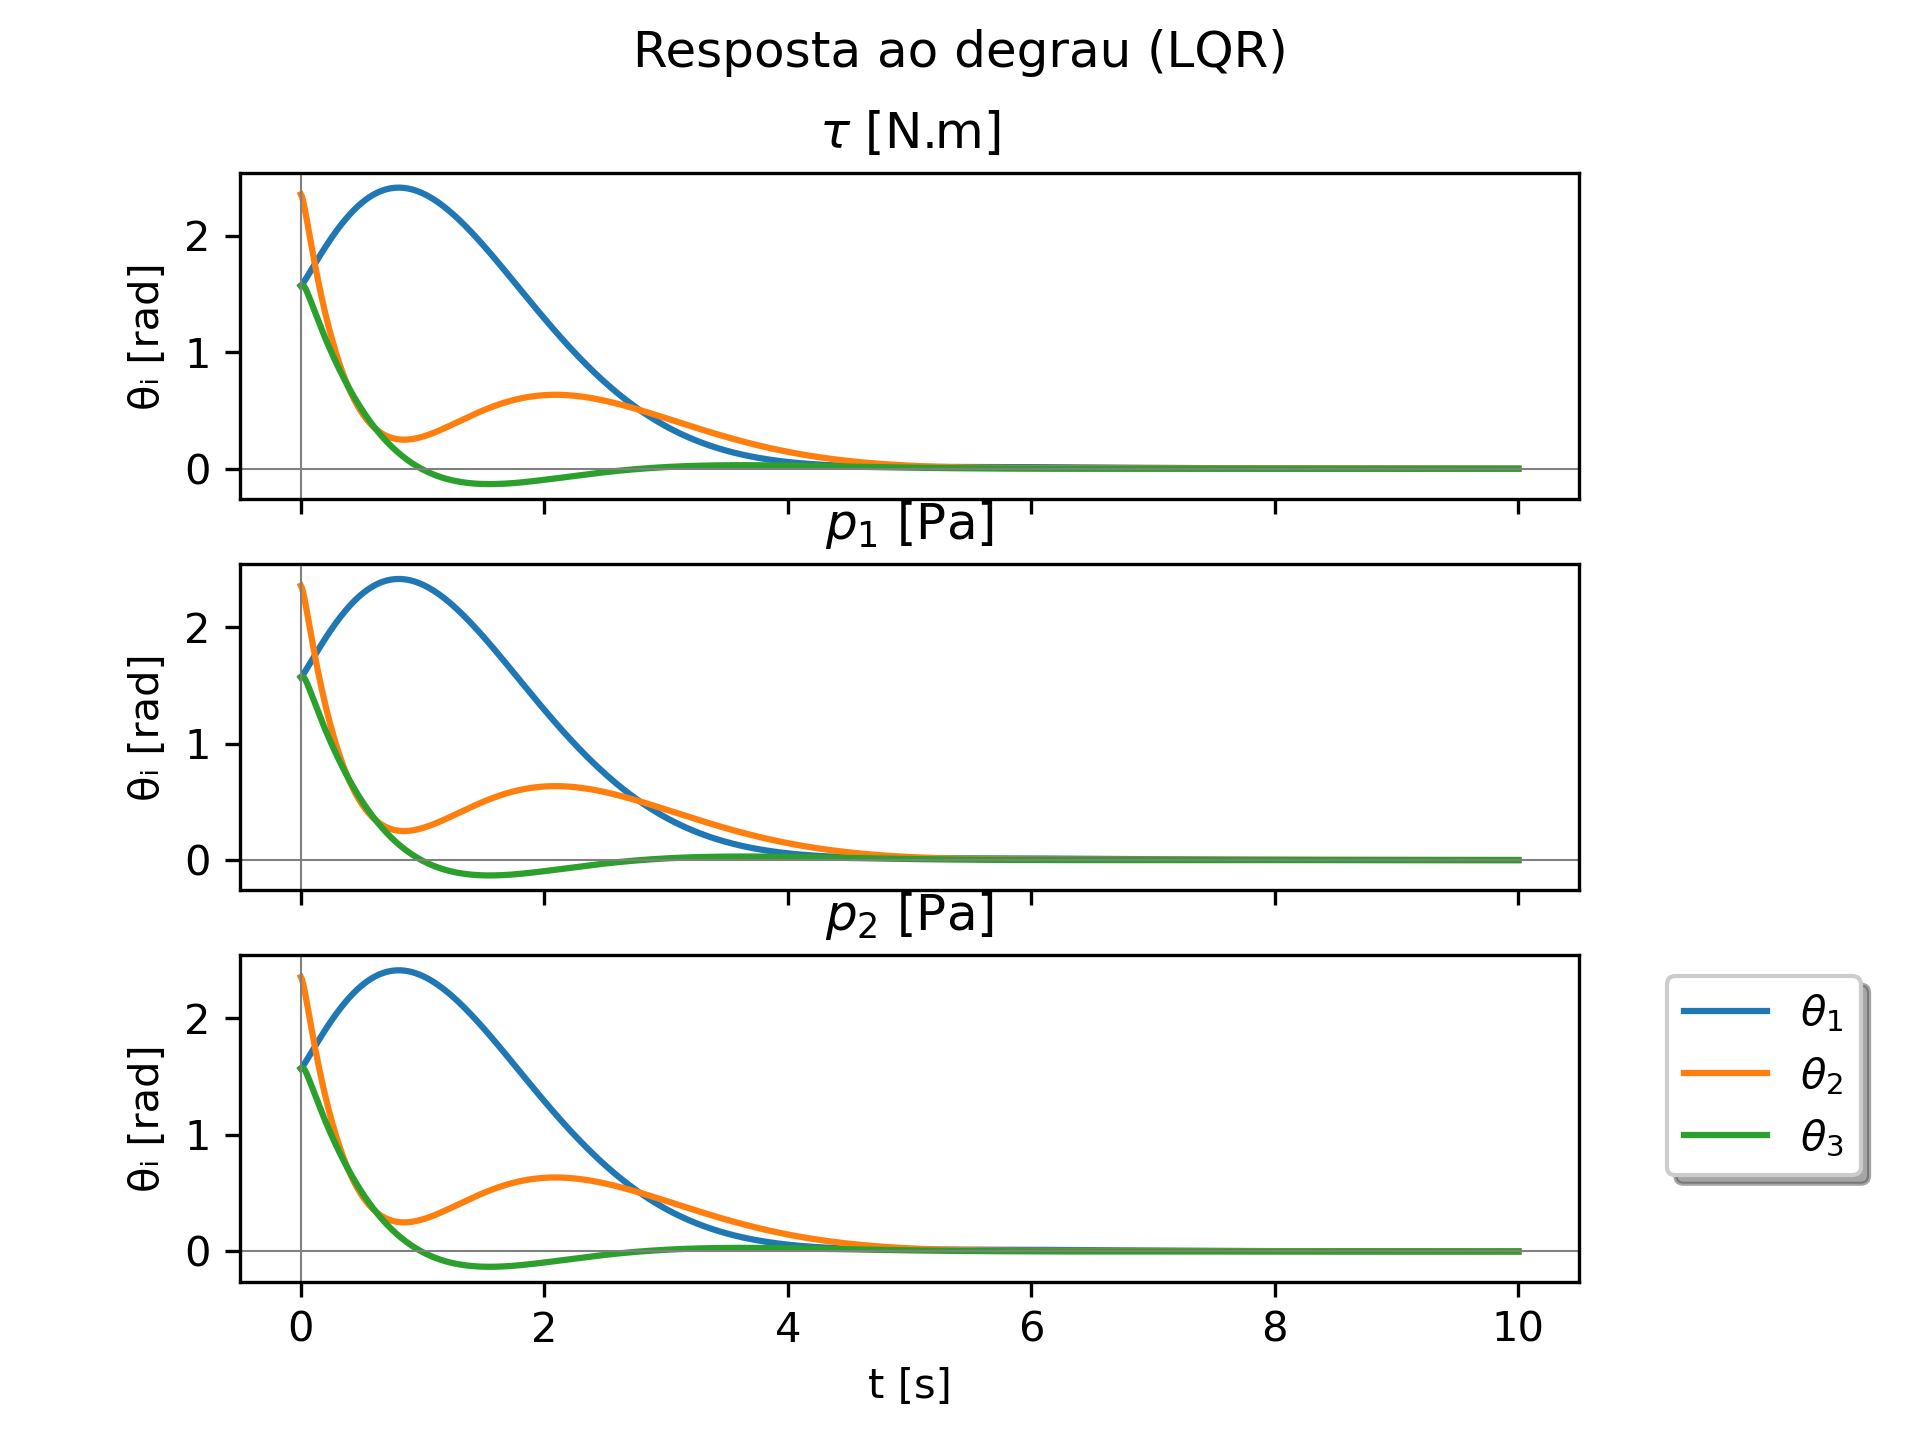 Resposta ao degrau (LQR)
τ [N.m]
θᵢ [rad]
2
1
0
p₁ [Pa]
θᵢ [rad]
2
1
0
p₂ [Pa]
θᵢ [rad]
2
1
0
0 2 4 6 8 10
t [s]
θ₁
θ₂
θ₃